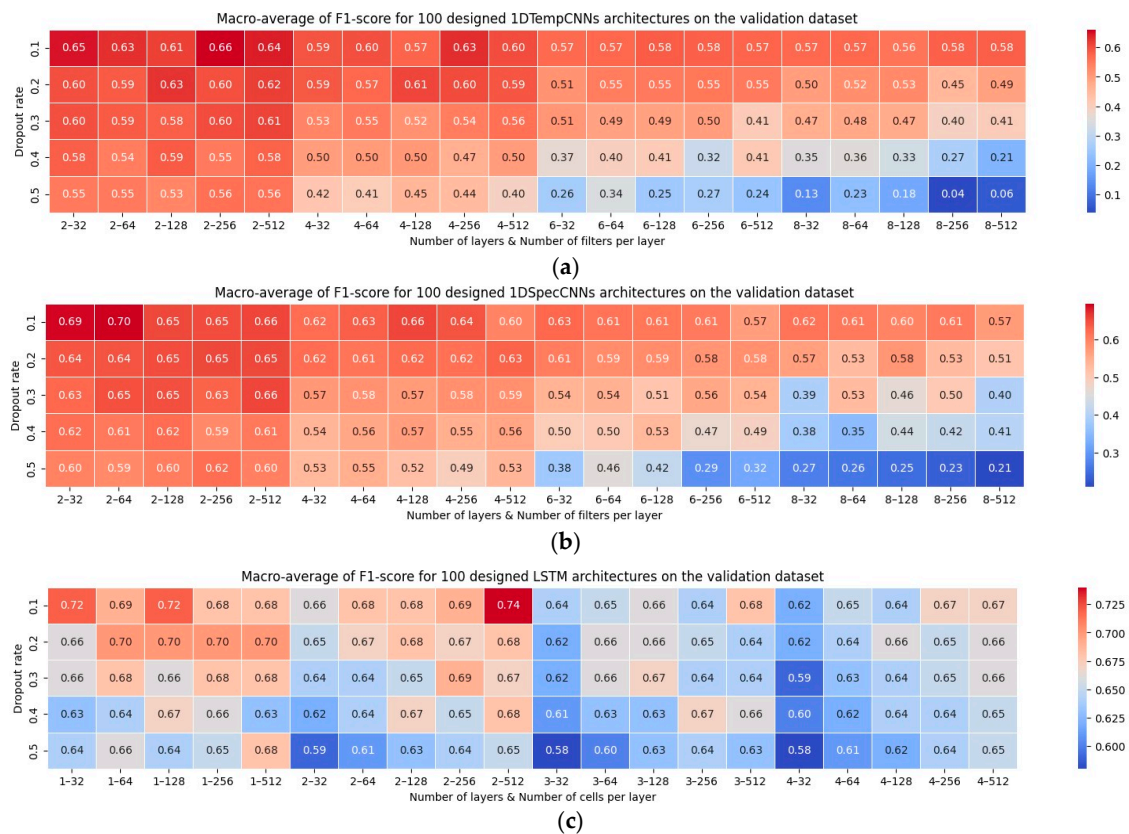 Macro-average of F1-score for 100 designed 1DTempCNNs architectures on the validation dataset
0.1 0.65 0.63 0.61 0.66 0.64 0.59 0.60 0.57 0.63 0.60 0.57 0.57 0.58 0.58 0.57 0.57 0.57 0.56 0.58 0.58
0.2 0.60 0.59 0.63 0.60 0.62 0.59 0.57 0.61 0.60 0.59 0.51 0.55 0.55 0.55 0.55 0.50 0.52 0.53 0.45 0.49
0.3 0.60 0.59 0.58 0.60 0.61 0.53 0.55 0.52 0.54 0.56 0.51 0.49 0.49 0.50 0.41 0.47 0.48 0.47 0.40 0.41
0.4 0.58 0.54 0.59 0.55 0.58 0.50 0.50 0.50 0.47 0.50 0.37 0.40 0.41 0.32 0.41 0.35 0.36 0.33 0.27 0.21
0.5 0.55 0.55 0.53 0.56 0.56 0.42 0.41 0.45 0.44 0.40 0.26 0.34 0.25 0.27 0.24 0.13 0.23 0.18 0.04 0.06
Dropout rate
2–32 2–64 2–128 2–256 2–512 4–32 4–64 4–128 4–256 4–512 6–32 6–64 6–128 6–256 6–512 8–32 8–64 8–128 8–256 8–512
Number of layers & Number of filters per layer
0.6
0.5
0.4
0.3
0.2
0.1
(a)
Macro-average of F1-score for 100 designed 1DSpecCNNs architectures on the validation dataset
0.1 0.69 0.70 0.65 0.65 0.66 0.62 0.63 0.66 0.64 0.60 0.63 0.61 0.61 0.61 0.57 0.62 0.61 0.60 0.61 0.57
0.2 0.64 0.64 0.65 0.65 0.65 0.62 0.61 0.62 0.62 0.63 0.61 0.59 0.59 0.58 0.58 0.57 0.53 0.58 0.53 0.51
0.3 0.63 0.65 0.65 0.63 0.66 0.57 0.58 0.57 0.58 0.59 0.54 0.54 0.51 0.56 0.54 0.39 0.53 0.46 0.50 0.40
0.4 0.62 0.61 0.62 0.59 0.61 0.54 0.56 0.57 0.55 0.56 0.50 0.50 0.53 0.47 0.49 0.38 0.35 0.44 0.42 0.41
0.5 0.60 0.59 0.60 0.62 0.60 0.53 0.55 0.52 0.49 0.53 0.38 0.46 0.42 0.29 0.32 0.27 0.26 0.25 0.23 0.21
Dropout rate
2–32 2–64 2–128 2–256 2–512 4–32 4–64 4–128 4–256 4–512 6–32 6–64 6–128 6–256 6–512 8–32 8–64 8–128 8–256 8–512
Number of layers & Number of filters per layer
0.6
0.5
0.4
0.3
(b)
Macro-average of F1-score for 100 designed LSTM architectures on the validation dataset
0.1 0.72 0.69 0.72 0.68 0.68 0.66 0.68 0.68 0.69 0.74 0.64 0.65 0.66 0.64 0.68 0.62 0.65 0.64 0.67 0.67
0.2 0.66 0.70 0.70 0.70 0.70 0.65 0.67 0.68 0.67 0.68 0.62 0.66 0.66 0.65 0.64 0.62 0.64 0.66 0.65 0.66
0.3 0.66 0.68 0.66 0.68 0.68 0.64 0.64 0.65 0.69 0.67 0.62 0.66 0.67 0.64 0.64 0.59 0.63 0.64 0.65 0.66
0.4 0.63 0.64 0.67 0.66 0.63 0.62 0.64 0.67 0.65 0.68 0.61 0.63 0.63 0.67 0.66 0.60 0.62 0.64 0.64 0.65
0.5 0.64 0.66 0.64 0.65 0.68 0.59 0.61 0.63 0.64 0.65 0.58 0.60 0.63 0.64 0.63 0.58 0.61 0.62 0.64 0.65
Dropout rate
1–32 1–64 1–128 1–256 1–512 2–32 2–64 2–128 2–256 2–512 3–32 3–64 3–128 3–256 3–512 4–32 4–64 4–128 4–256 4–512
Number of layers & Number of cells per layer
0.725
0.700
0.675
0.650
0.625
0.600
(c)